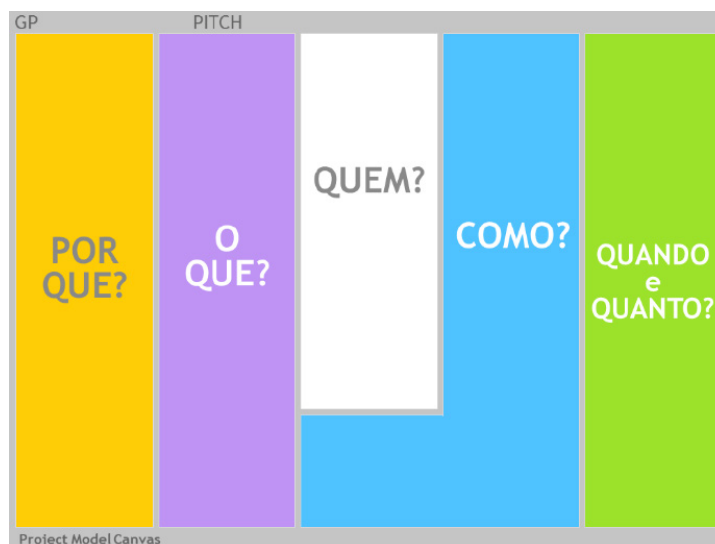 GP
PITCH
POR
QUE?
O
QUE?
QUEM?
COMO?
QUANDO
e
QUANTO?
Project Model Canvas